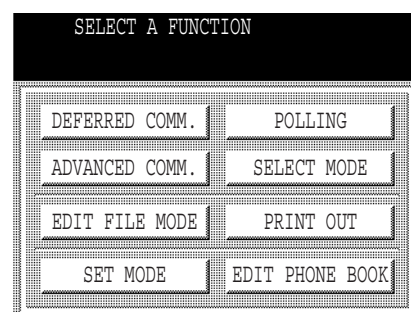 SELECT A FUNCTION
DEFERRED COMM. POLLING
ADVANCED COMM. SELECT MODE
EDIT FILE MODE PRINT OUT
SET MODE EDIT PHONE BOOK